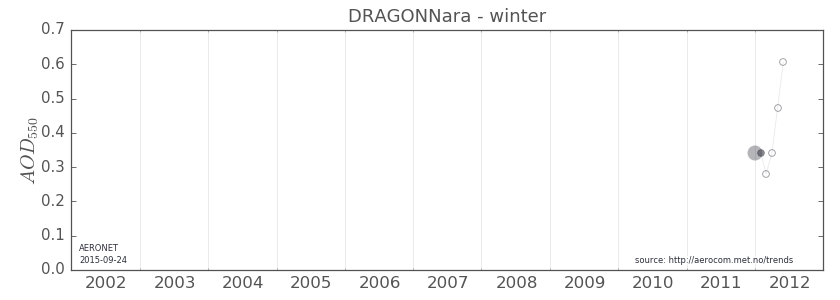 DRAGONNara - winter
0.7
0.6
0.5
0.4
0.3
0.2
0.1
0.0
AOD550
AERONET
2015-09-24
source: http://aerocom.met.no/trends
2002 2003 2004 2005 2006 2007 2008 2009 2010 2011 2012